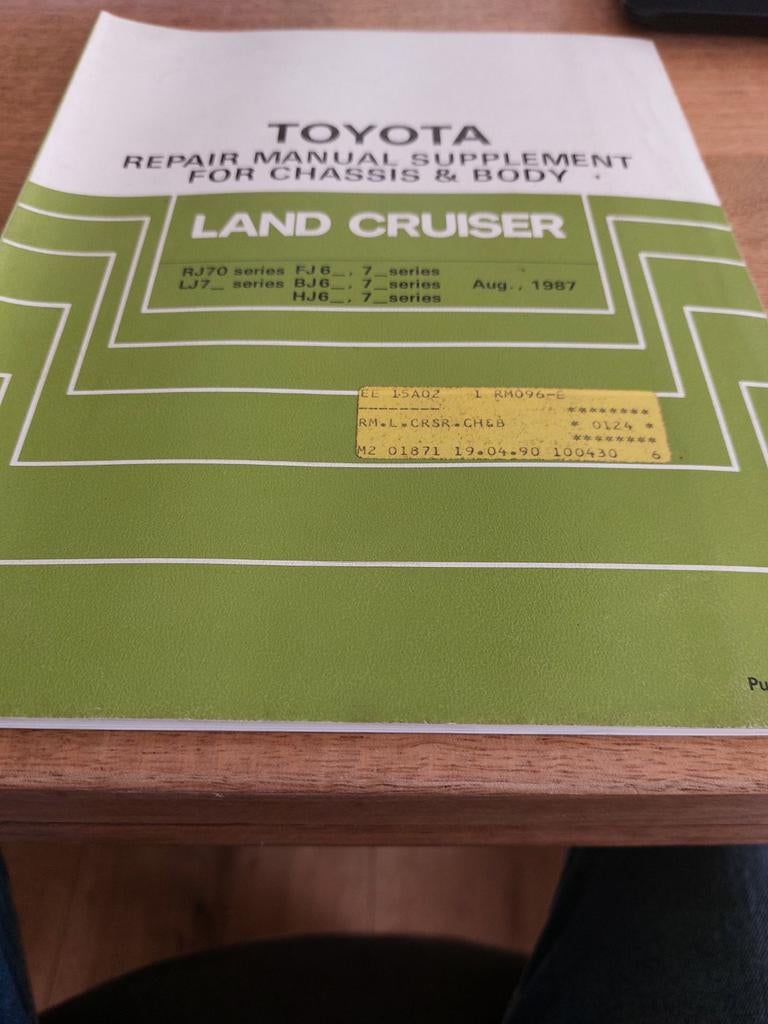 TOYOTA
REPAIR MANUAL SUPPLEMENT
FOR CHASSIS & BODY
LAND CRUISER
RJ70 series FJ6_, 7_series
LJ7_ series BJ6_, 7_series Aug., 1987
HJ6_, 7_series
EE 15A02 1 RM096-E
--------- ********
RM.L.CRSR.CH&B * 0124 *
********
M2 01871 19.04.90 100430 6
Pu